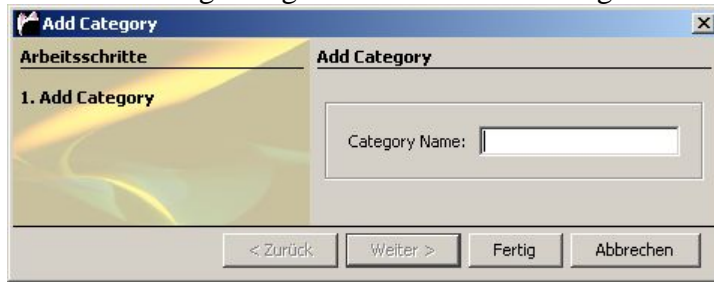 Add Category
Arbeitsschritte
1. Add Category
Add Category
Category Name:
< Zurück
Weiter >
Fertig
Abbrechen